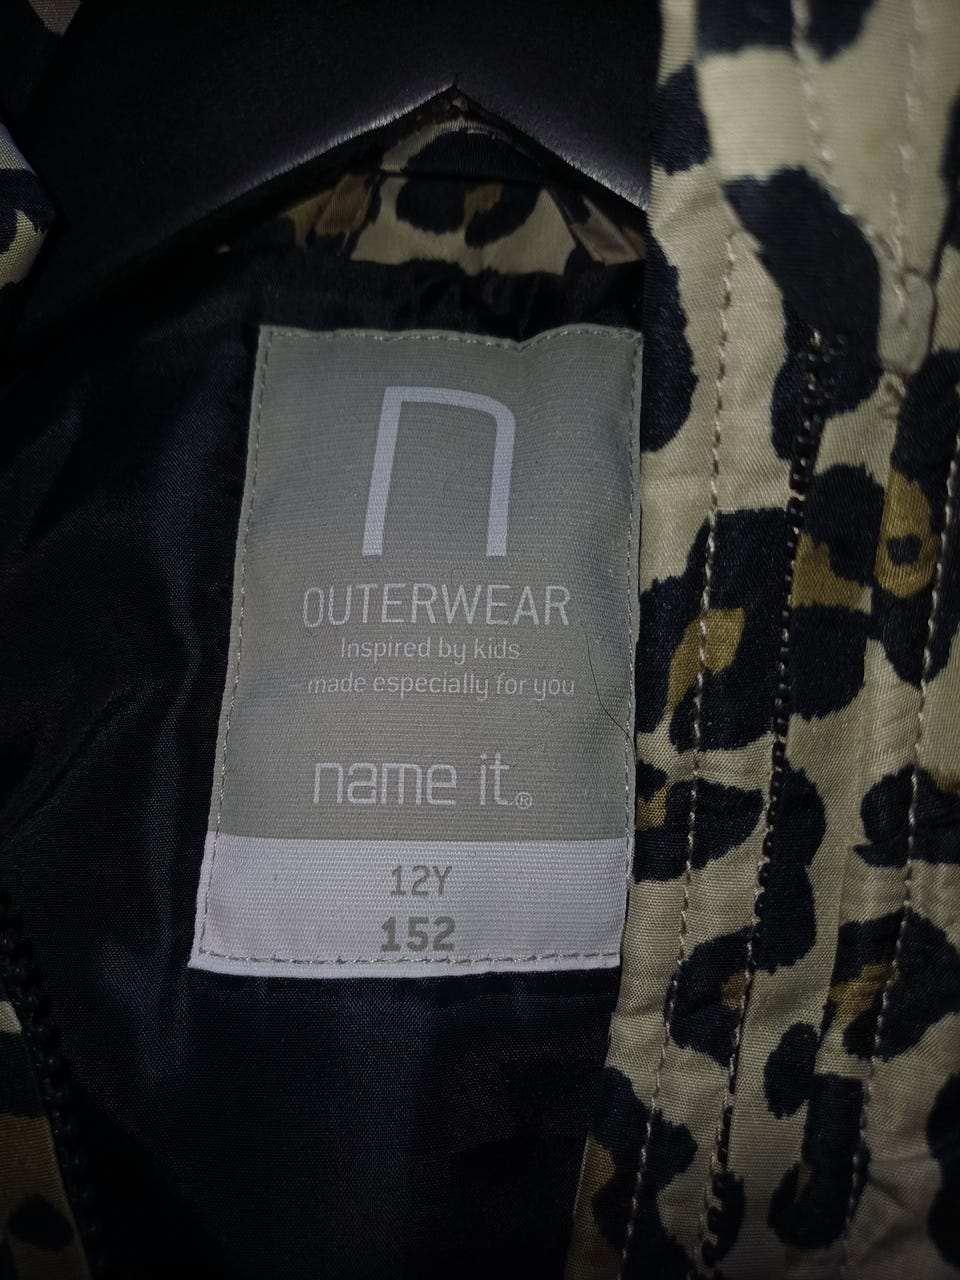 n
OUTERWEAR
Inspired by kids
- made especially for you
name it®
12Y
152